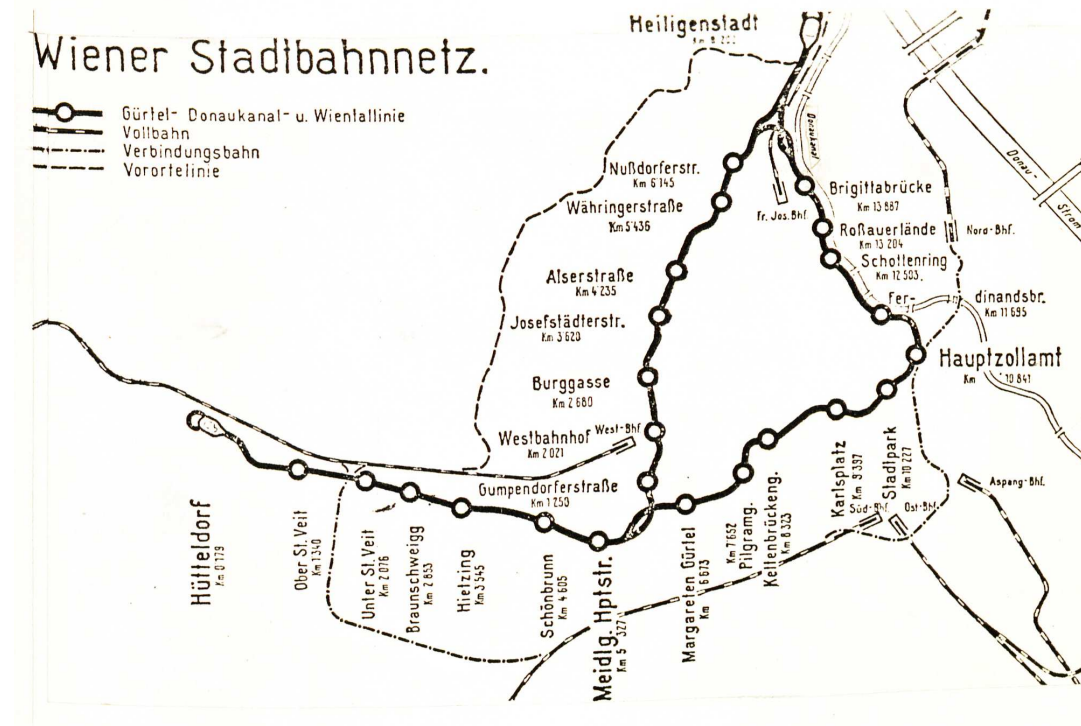 Wiener Stadtbahnnetz.
Gürtel- Donaukanal- u. Wientallinie
Vollbahn
Verbindungsbahn
Vorortelinie
Heiligenstadt
Donaukanal
Nußdorferstr.
Km 6'145
Währingerstraße
Km 5'436
Alserstraße
Km 4'235
Josefstädterstr.
Km 3 620
Burggasse
Km 2 680
Westbahnhof
Km 2 021
West-Bhf.
Gumpendorferstraße
Km 1 250
Fr. Jos. Bhf.
Brigittabrücke
Km 13 887
Roßauerlände
Km 13 204
Schottenring
Km 12 503
Fer- dinandsbr.
Km 11 695
Hauptzollamt
Km 10 841
Nord-Bhf.
Donau-
Strom
Hütteldorf
Km 0 179
Ober St. Veit
Km 1 340
Unter St. Veit
Km 2 076
Braunschweigg
Km 2 853
Hietzing
Km 3 545
Schönbrunn
Km 4 605
Meidlg. Hptstr.
Km 5 327
Margareten Gürtel
Km 6 673
Km 7 652
Pilgramg.
Kettenbrückeng.
Km 8 323
Karlsplatz
Km 9 397
Stadtpark
Km 10 227
Süd-Bhf.
Ost-Bhf.
Aspang-Bhf.